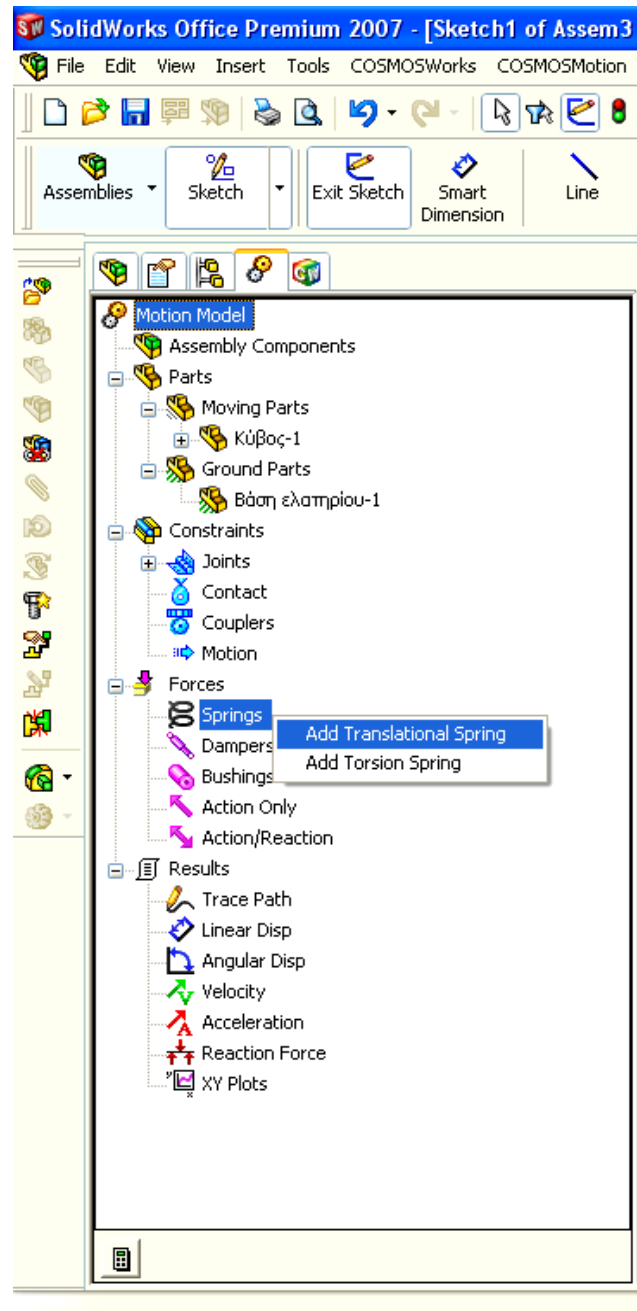 SolidWorks Office Premium 2007 - [Sketch1 of Assem3
File Edit View Insert Tools COSMOSWorks COSMOSMotion
Assemblies Sketch Exit Sketch Smart Dimension Line
Motion Model
Assembly Components
Parts
Moving Parts
Κύβος-1
Ground Parts
Βάση ελατηρίου-1
Constraints
Joints
Contact
Couplers
Motion
Forces
Springs
Add Translational Spring
Dampers
Add Torsion Spring
Bushings
Action Only
Action/Reaction
Results
Trace Path
Linear Disp
Angular Disp
Velocity
Acceleration
Reaction Force
XY Plots